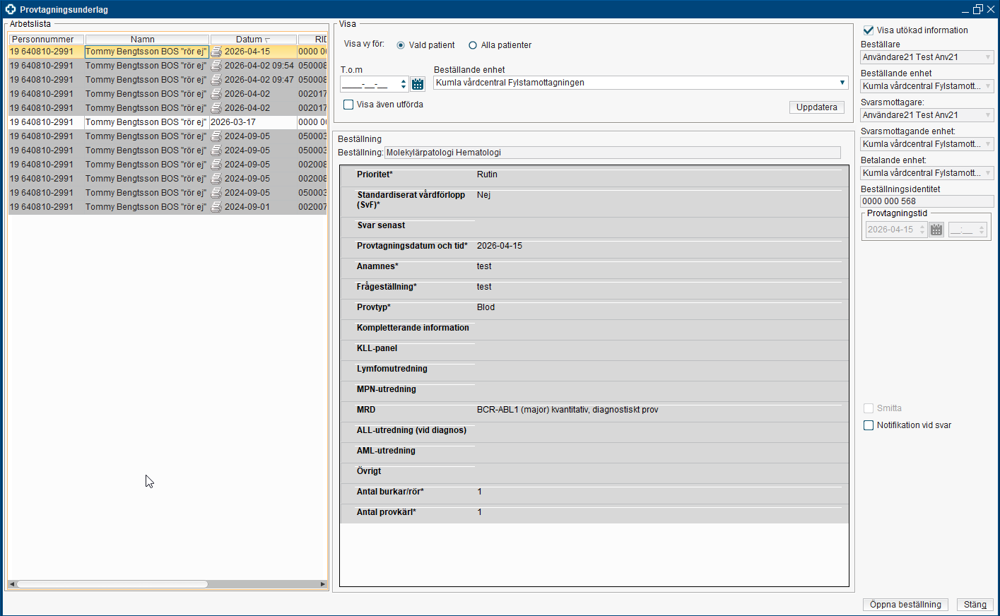 Provtagningsunderlag
Arbetslista
Personnummer Namn Datum RID
19 640810-2991 Tommy Bengtsson BOS "rör ej" 2026-04-15 0000 00
19 640810-2991 Tommy Bengtsson BOS "rör ej" 2026-04-02 09:54 050008
19 640810-2991 Tommy Bengtsson BOS "rör ej" 2026-04-02 09:47 050008
19 640810-2991 Tommy Bengtsson BOS "rör ej" 2026-04-02 002017
19 640810-2991 Tommy Bengtsson BOS "rör ej" 2026-04-02 002017
19 640810-2991 Tommy Bengtsson BOS "rör ej" 2026-03-17 0000 00
19 640810-2991 Tommy Bengtsson BOS "rör ej" 2024-09-05 050003
19 640810-2991 Tommy Bengtsson BOS "rör ej" 2024-09-05 050003
19 640810-2991 Tommy Bengtsson BOS "rör ej" 2024-09-05 002008
19 640810-2991 Tommy Bengtsson BOS "rör ej" 2024-09-05 002008
19 640810-2991 Tommy Bengtsson BOS "rör ej" 2024-09-05 050003
19 640810-2991 Tommy Bengtsson BOS "rör ej" 2024-09-01 002007
Visa
Visa vy för: Vald patient Alla patienter
T.o.m Beställande enhet
____-__-__ Kumla vårdcentral Fylstamottagningen
Visa även utförda Uppdatera
Beställning
Beställning: Molekylärpatologi Hematologi
Prioritet* Rutin
Standardiserat vårdförlopp Nej
(SvF)*
Svar senast
Provtagningsdatum och tid* 2026-04-15
Anamnes* test
Frågeställning* test
Provtyp* Blod
Kompletterande information
KLL-panel
Lymfomutredning
MPN-utredning
MRD BCR-ABL1 (major) kvantitativ, diagnostiskt prov
ALL-utredning (vid diagnos)
AML-utredning
Övrigt
Antal burkar/rör* 1
Antal provkärl* 1
Visa utökad information
Beställare
Användare21 Test Anv21
Beställande enhet
Kumla vårdcentral Fylstamott...
Svarsmottagare:
Användare21 Test Anv21
Svarsmottagande enhet:
Kumla vårdcentral Fylstamott...
Betalande enhet:
Kumla vårdcentral Fylstamott...
Beställningsidentitet
0000 000 568
Provtagningstid
2026-04-15 __:__
Smitta
Notifikation vid svar
Öppna beställning Stäng